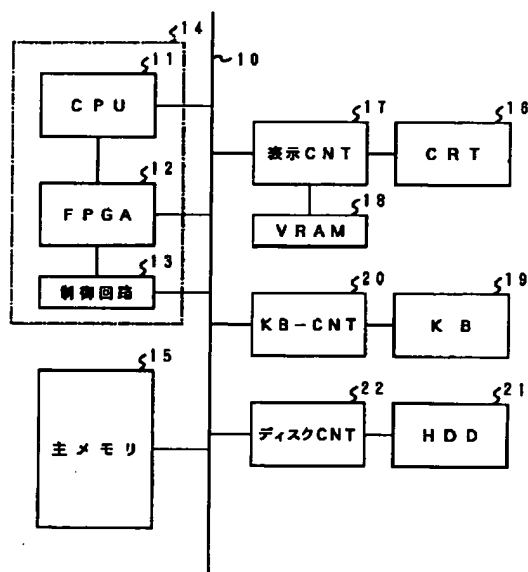 14
11
10
CPU
17
16
表示CNT
CRT
12
18
FPGA
VRAM
13
制御回路
20
19
KB-CNT
KB
15
22
21
主メモリ
ディスクCNT
HDD